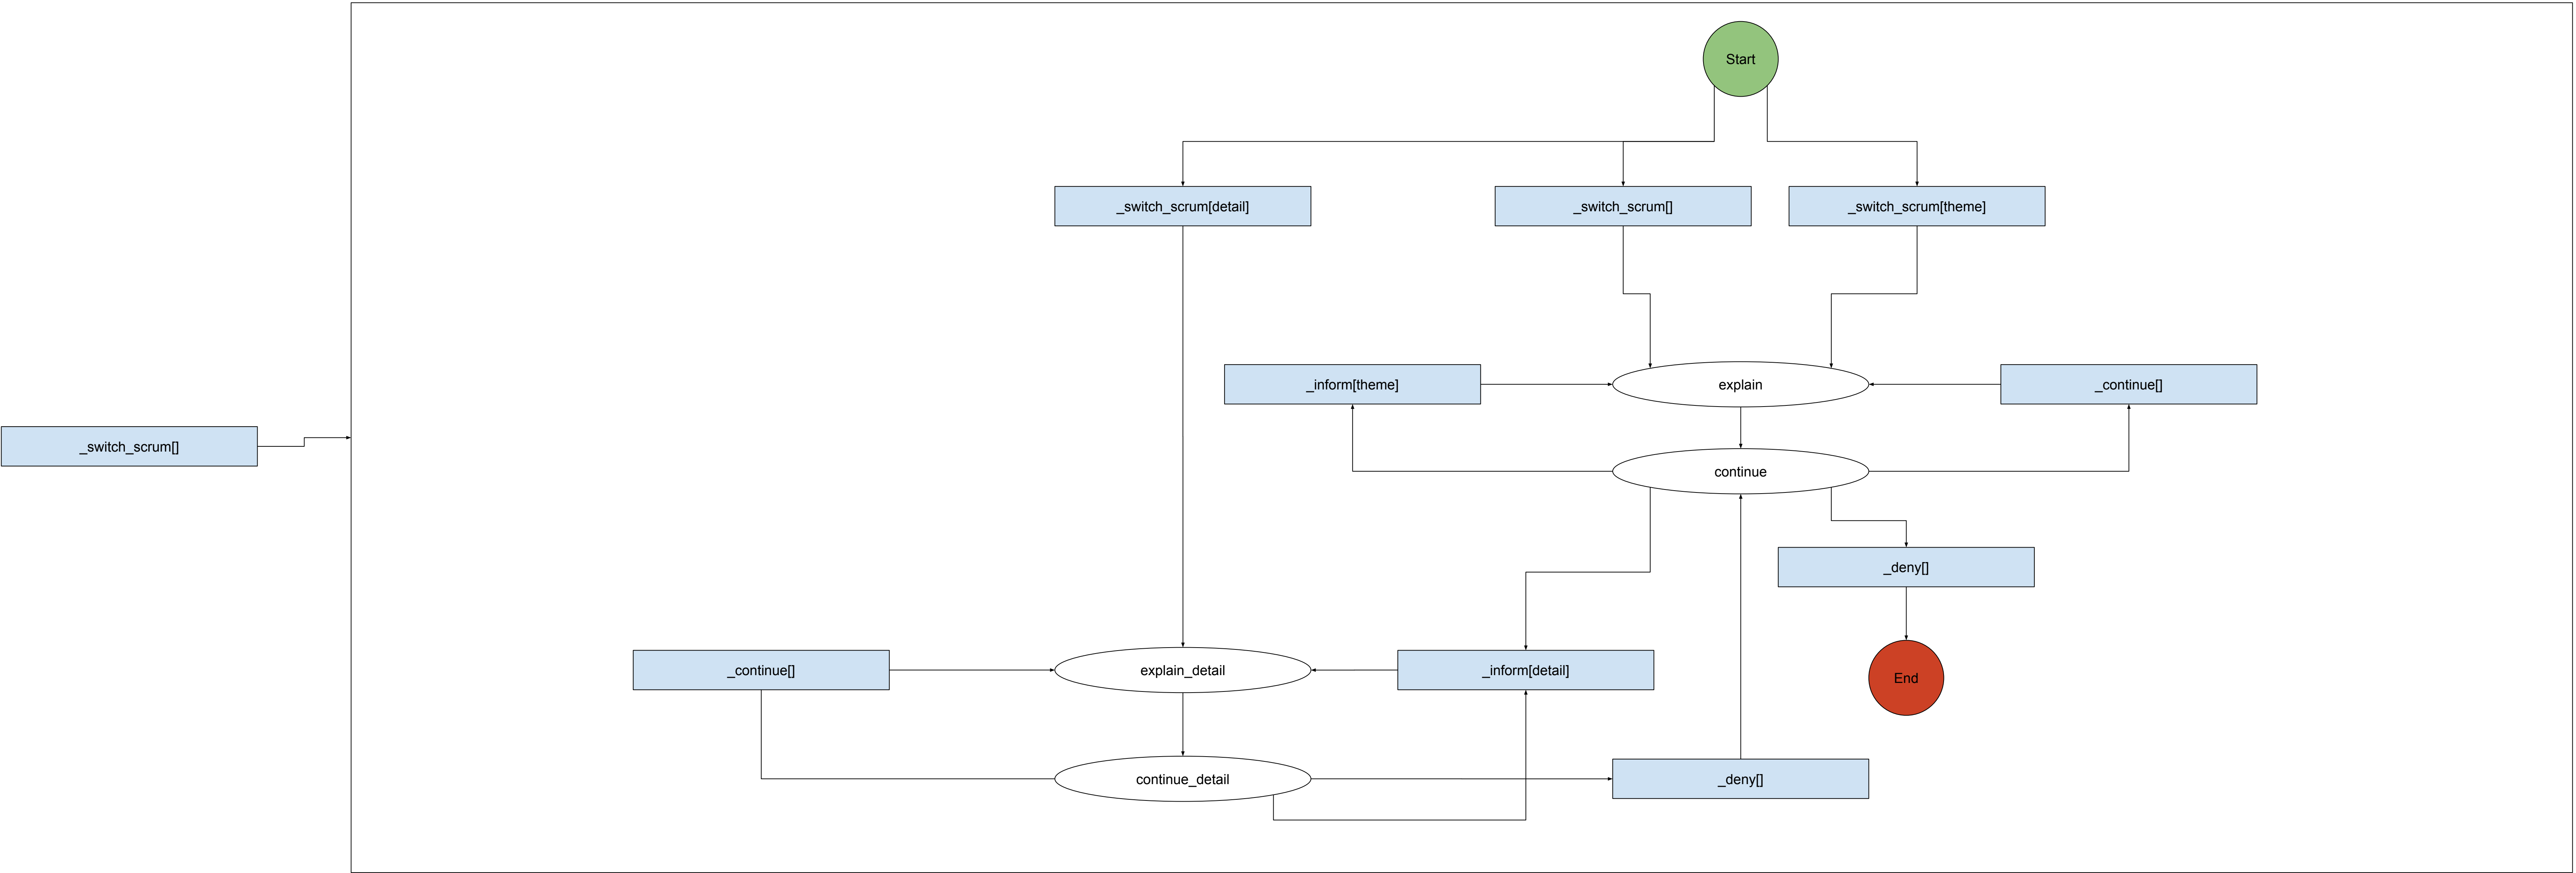 Start
_switch_scrum[detail]
_switch_scrum[]
_switch_scrum[theme]
_inform[theme]
explain
_continue[]
_switch_scrum[]
continue
_deny[]
_continue[]
explain_detail
_inform[detail]
End
continue_detail
_deny[]